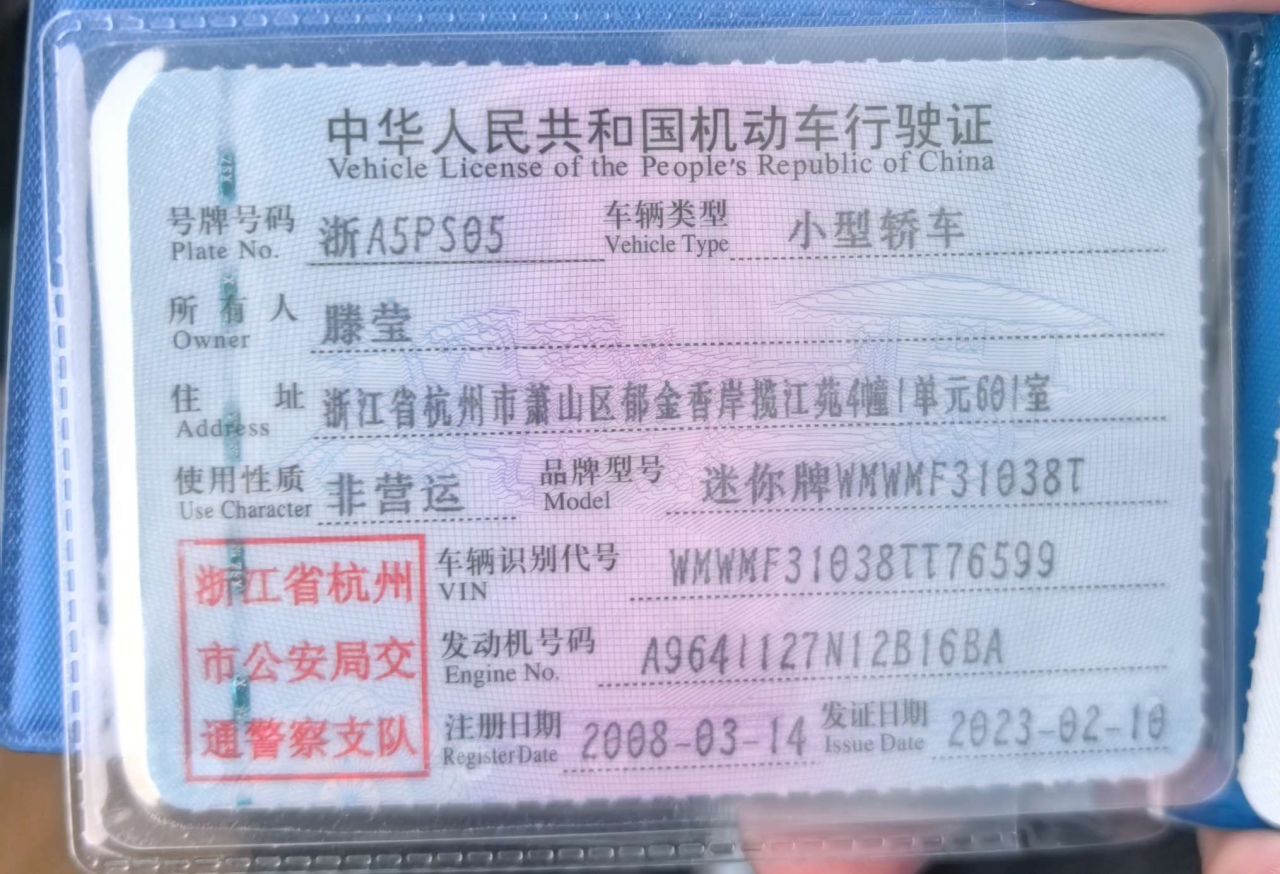 中华人民共和国机动车行驶证
Vehicle License of the People's Republic of China
号牌号码 浙A5PS05 车辆类型 小型轿车
Plate No. Vehicle Type
所有人 滕莹
Owner
住址 浙江省杭州市萧山区郁金香岸揽江苑4幢1单元601室
Address
使用性质 非营运 品牌型号 迷你牌WMWMF31038T
Use Character Model
浙江省杭州
市公安局交
通警察支队
车辆识别代号 WMWMF31038TT76599
VIN
发动机号码 A9641127N12B16BA
Engine No.
注册日期 2008-03-14 发证日期 2023-02-10
Register Date Issue Date